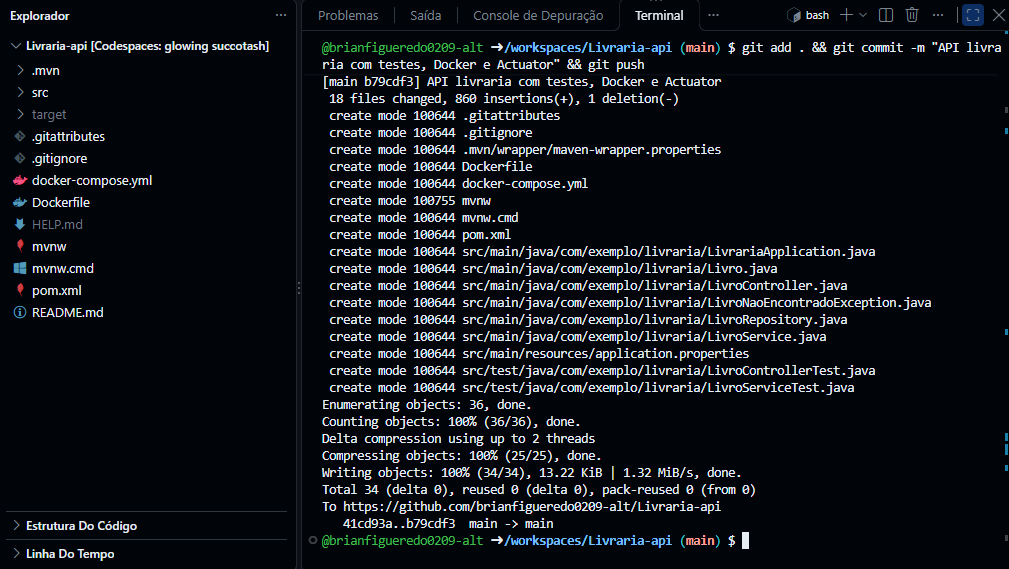 Explorador
Livraria-api [Codespaces: glowing succotash]
.mvn
src
target
.gitattributes
.gitignore
docker-compose.yml
Dockerfile
HELP.md
mvnw
mvnw.cmd
pom.xml
README.md
Estrutura Do Código
Linha Do Tempo
Problemas Saída Console de Depuração Terminal bash
@brianfigueredo0209-alt ➜/workspaces/Livraria-api (main) $ git add . && git commit -m "API livra
ria com testes, Docker e Actuator" && git push
[main b79cdf3] API livraria com testes, Docker e Actuator
18 files changed, 860 insertions(+), 1 deletion(-)
create mode 100644 .gitattributes
create mode 100644 .gitignore
create mode 100644 .mvn/wrapper/maven-wrapper.properties
create mode 100644 Dockerfile
create mode 100644 docker-compose.yml
create mode 100755 mvnw
create mode 100644 mvnw.cmd
create mode 100644 pom.xml
create mode 100644 src/main/java/com/exemplo/livraria/LivrariaApplication.java
create mode 100644 src/main/java/com/exemplo/livraria/Livro.java
create mode 100644 src/main/java/com/exemplo/livraria/LivroController.java
create mode 100644 src/main/java/com/exemplo/livraria/LivroNaoEncontradoException.java
create mode 100644 src/main/java/com/exemplo/livraria/LivroRepository.java
create mode 100644 src/main/java/com/exemplo/livraria/LivroService.java
create mode 100644 src/main/resources/application.properties
create mode 100644 src/test/java/com/exemplo/livraria/LivroControllerTest.java
create mode 100644 src/test/java/com/exemplo/livraria/LivroServiceTest.java
Enumerating objects: 36, done.
Counting objects: 100% (36/36), done.
Delta compression using up to 2 threads
Compressing objects: 100% (25/25), done.
Writing objects: 100% (34/34), 13.22 KiB | 1.32 MiB/s, done.
Total 34 (delta 0), reused 0 (delta 0), pack-reused 0 (from 0)
To https://github.com/brianfigueredo0209-alt/Livraria-api
41cd93a..b79cdf3 main -> main
@brianfigueredo0209-alt ➜/workspaces/Livraria-api (main) $